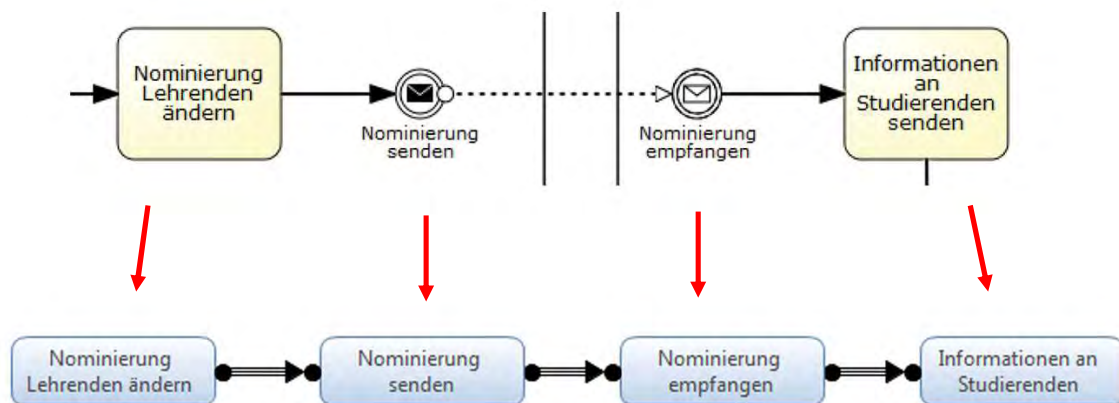 Nominierung
Lehrenden
ändern
Nominierung
senden
Nominierung
empfangen
Informationen
an
Studierenden
senden
Nominierung
Lehrenden ändern
Nominierung
senden
Nominierung
empfangen
Informationen an
Studierenden